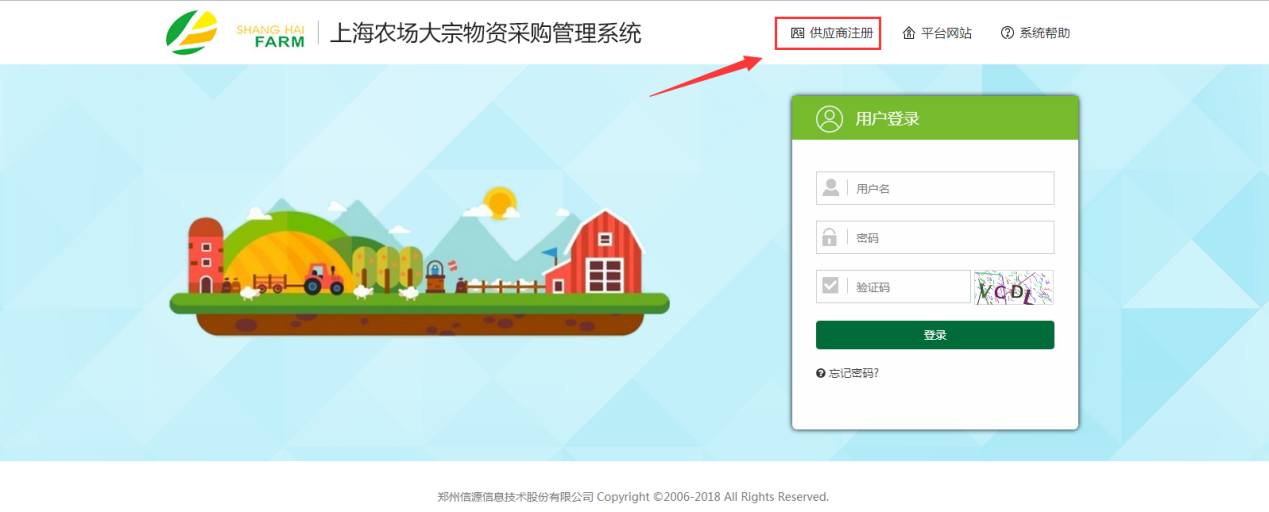 SHANG HAI
FARM
上海农场大宗物资采购管理系统
供应商注册
平台网站
系统帮助
用户登录
用户名
密码
验证码
VCDL
登录
忘记密码?
郑州信源信息技术股份有限公司 Copyright ©2006-2018 All Rights Reserved.